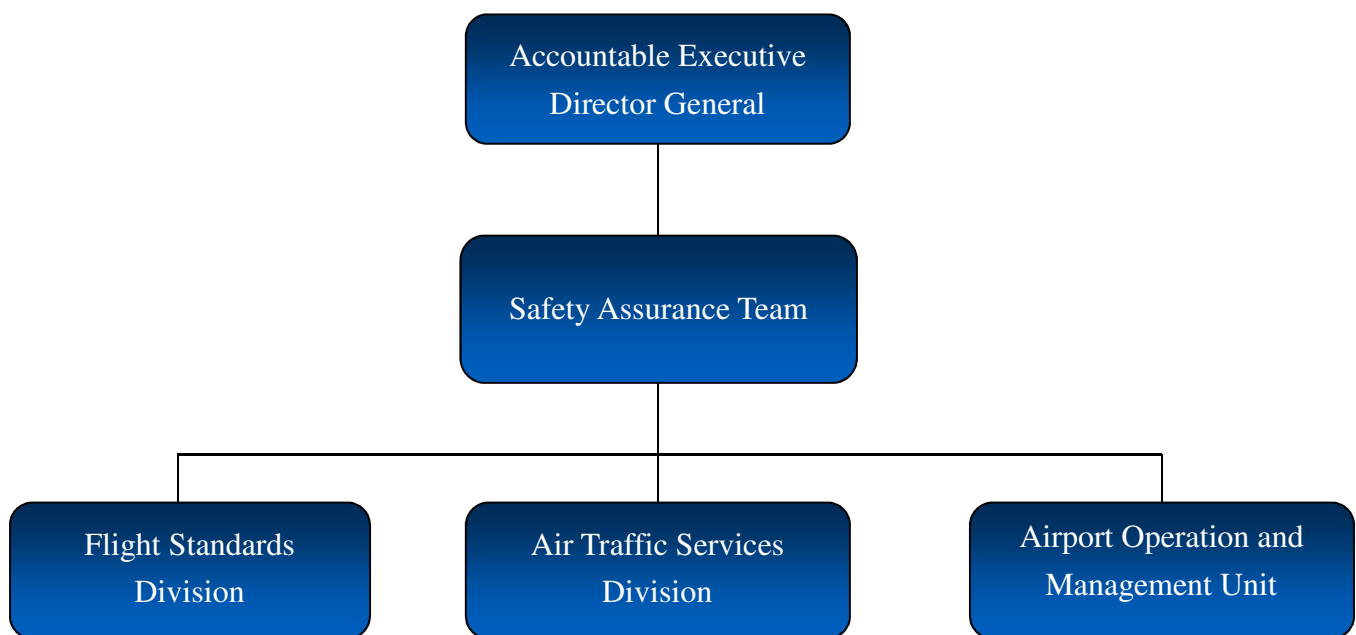 Accountable Executive
Director General
Safety Assurance Team
Flight Standards
Division
Air Traffic Services
Division
Airport Operation and
Management Unit